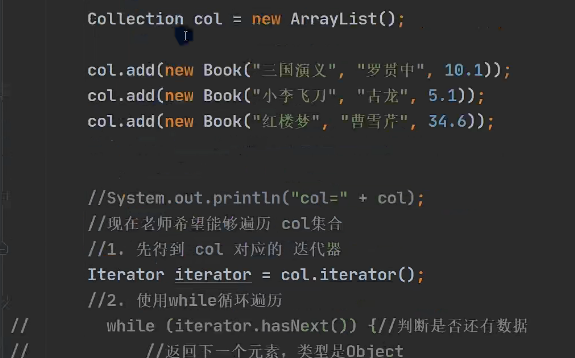 Collection col = new ArrayList();
col.add(new Book("三国演义", "罗贯中", 10.1));
col.add(new Book("小李飞刀", "古龙", 5.1));
col.add(new Book("红楼梦", "曹雪芹", 34.6));
//System.out.println("col=" + col);
//现在老师希望能够遍历 col集合
//1. 先得到 col 对应的 迭代器
Iterator iterator = col.iterator();
//2. 使用while循环遍历
// while (iterator.hasNext()) {//判断是否还有数据
// //返回下一个元素，类型是Object